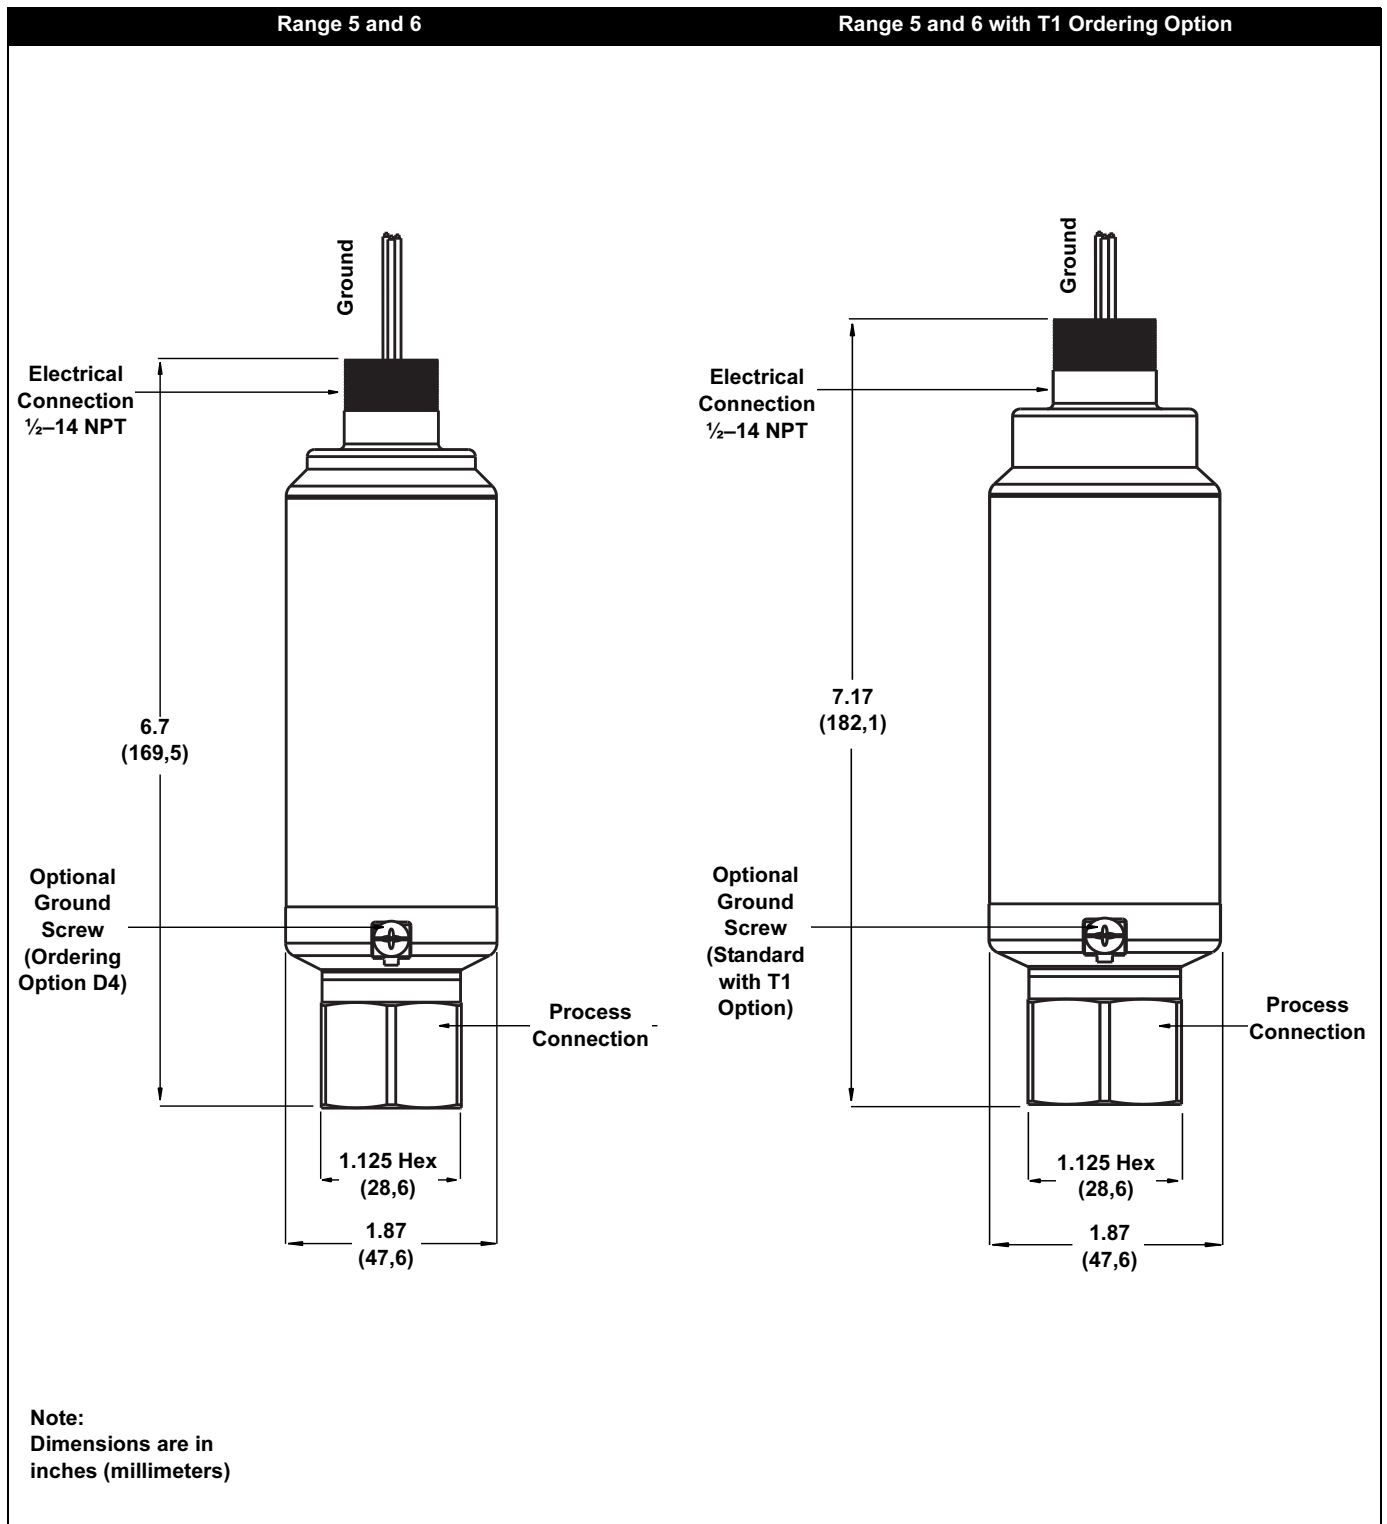 Range 5 and 6
Ground
Electrical
Connection
½–14 NPT
6.7
(169,5)
Optional
Ground
Screw
(Ordering
Option D4)
Process
Connection
1.125 Hex
(28,6)
1.87
(47,6)
Range 5 and 6 with T1 Ordering Option
Ground
Electrical
Connection
½–14 NPT
7.17
(182,1)
Optional
Ground
Screw
(Standard
with T1
Option)
Process
Connection
1.125 Hex
(28,6)
1.87
(47,6)
Note:
Dimensions are in
inches (millimeters)